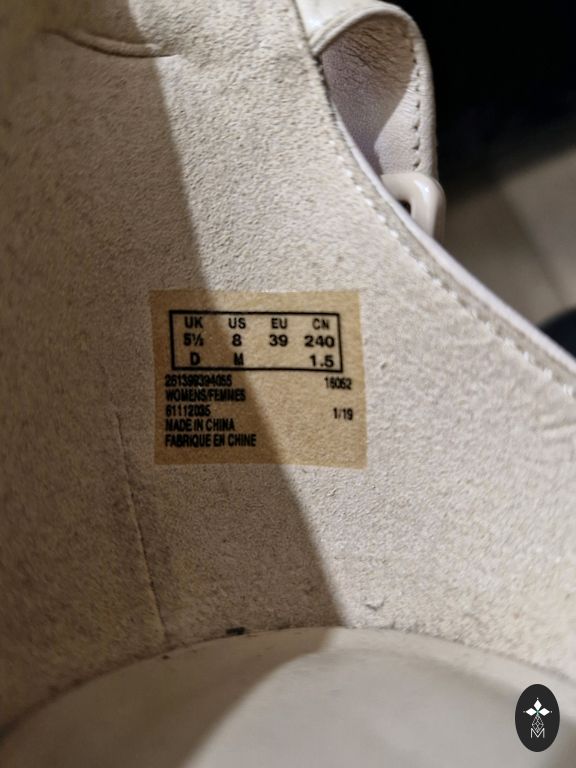 UK US EU CN
5½ 8 39 240
D M 1.5
261399394055 16052
WOMENS/FEMMES
61112035 1/19
MADE IN CHINA
FABRIQUE EN CHINE
M